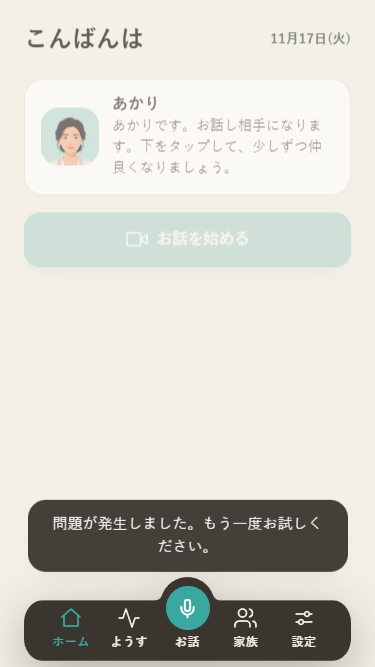 こんばんは
11月17日(火)
あかり
あかりです。お話し相手になりま
す。下をタップして、少しずつ仲
良くなりましょう。
お話を始める
問題が発生しました。もう一度お試しく
ださい。
ホーム
ようす
お話
家族
設定